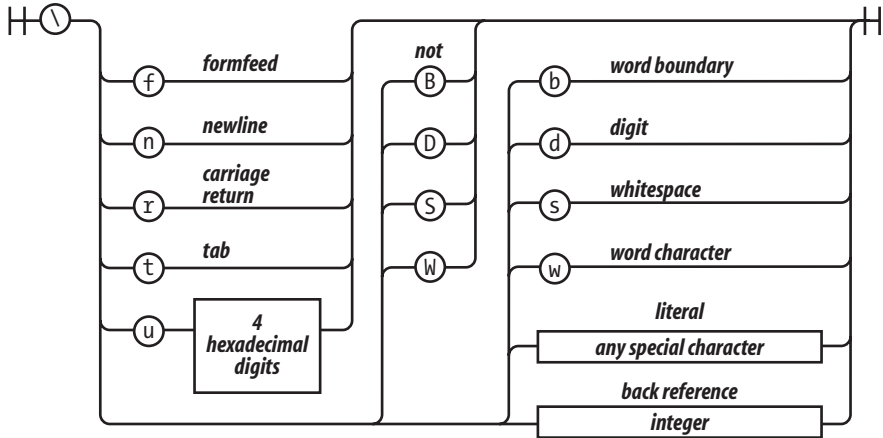 \
f formfeed
n newline
r carriage
return
t tab
u 4
hexadecimal
digits
not
B
D
S
W
b word boundary
d digit
s whitespace
w word character
literal
any special character
back reference
integer